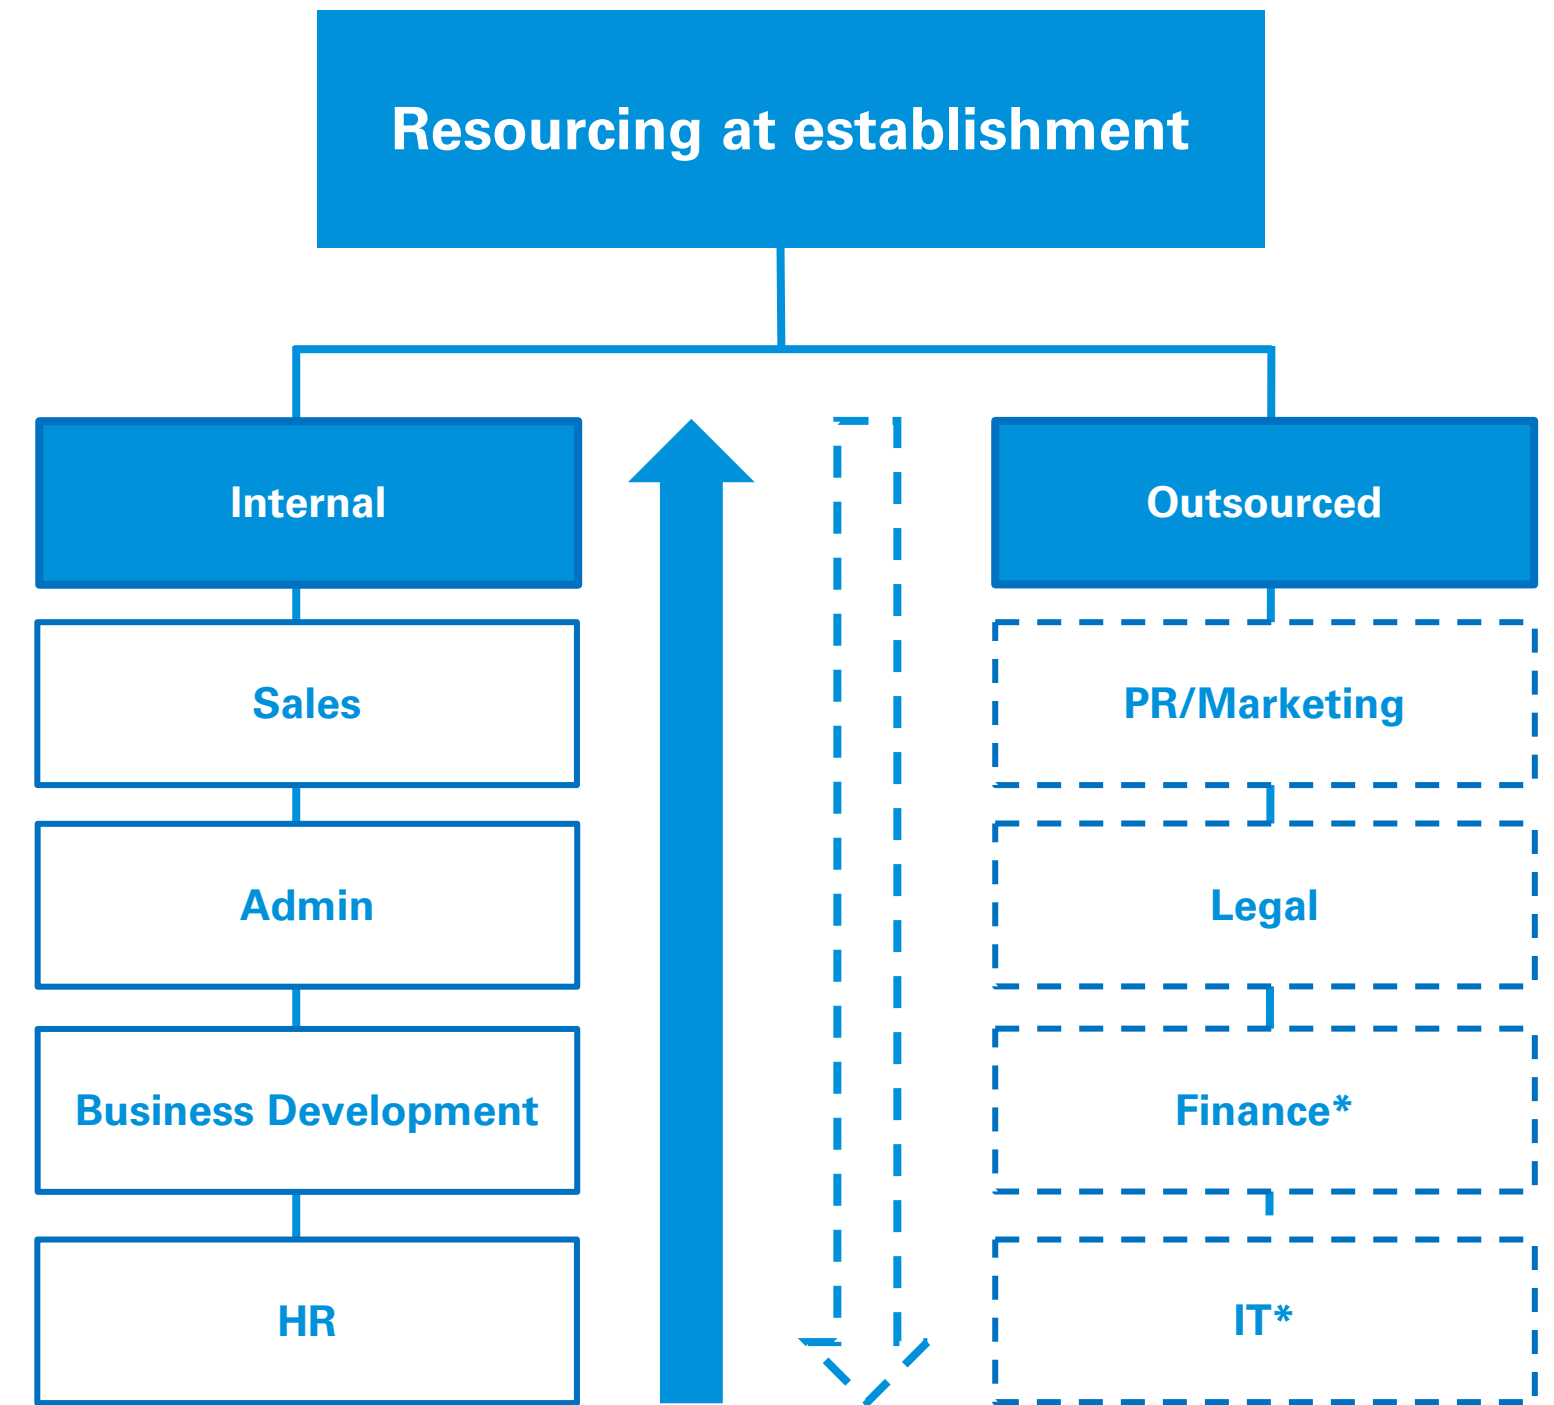 Resourcing at establishment
Internal
Outsourced
Sales
PR/Marketing
Admin
Legal
Business Development
Finance*
HR
IT*